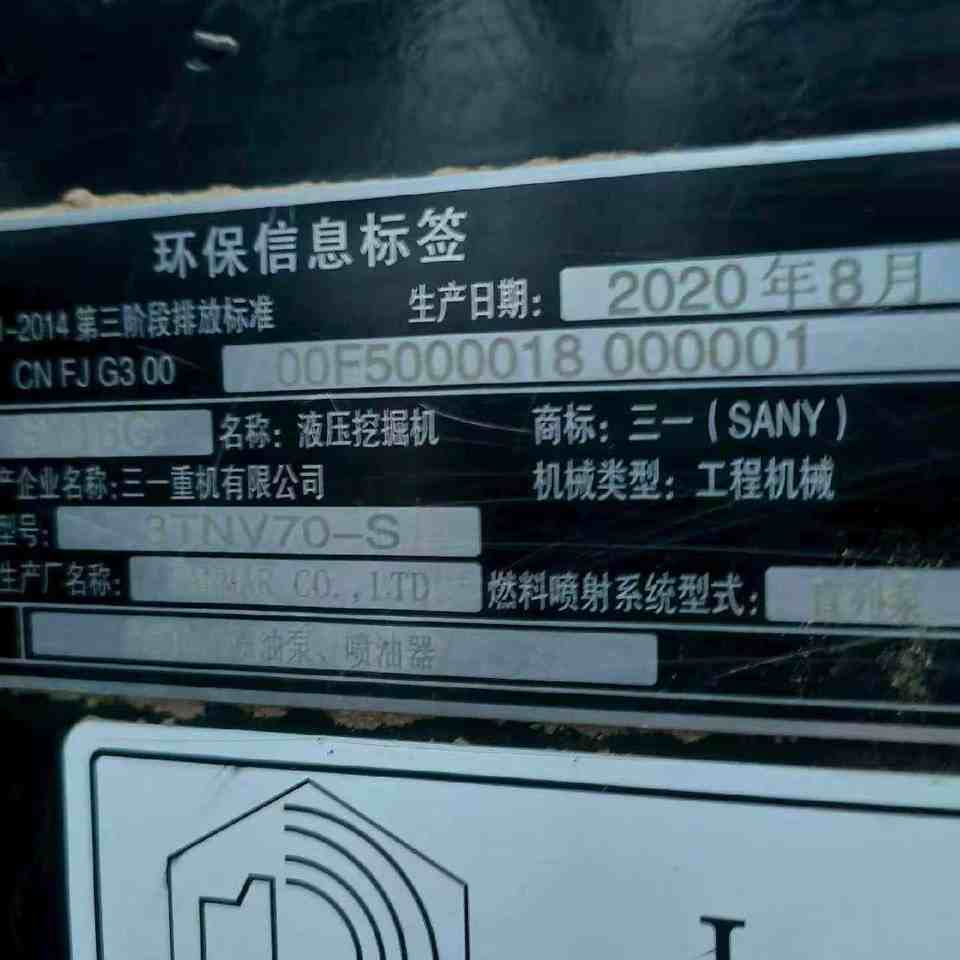 环保信息标签
-2014 第三阶段排放标准 生产日期: 2020年8月
CN FJ G3 00 00F5000018 000001
名称: 液压挖掘机 商标: 三一(SANY)
企业名称:三一重机有限公司 机械类型: 工程机械
型号: 3TNV70-S
生产厂名称: CO.,LTD 燃料喷射系统型式:
油泵、喷油器
L